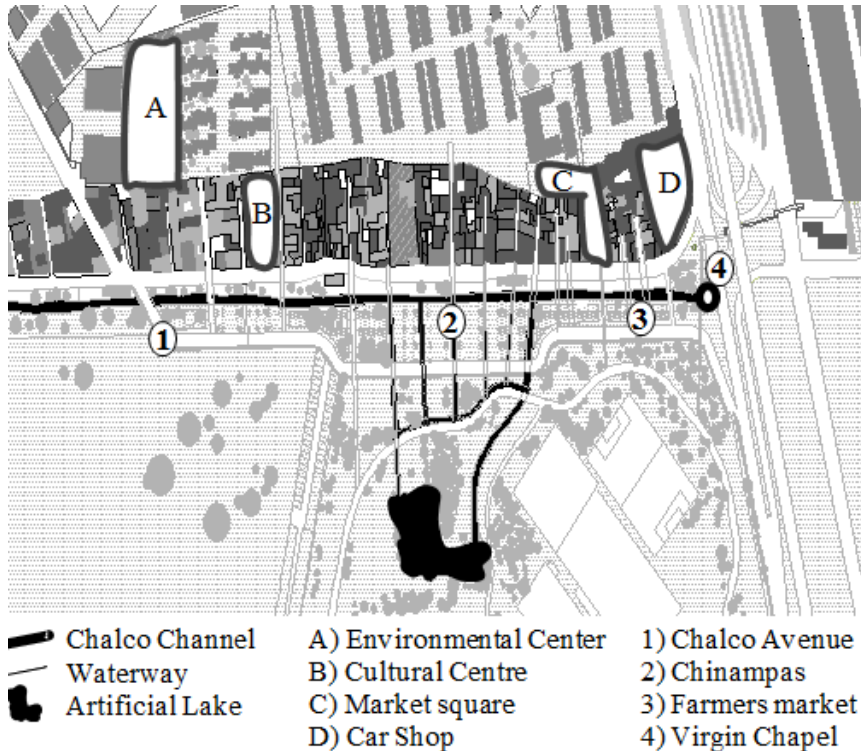 A
B
C
D
4
1
2
3
Chalco Channel
Waterway
Artificial Lake
A) Environmental Center
B) Cultural Centre
C) Market square
D) Car Shop
1) Chalco Avenue
2) Chinampas
3) Farmers market
4) Virgin Chapel